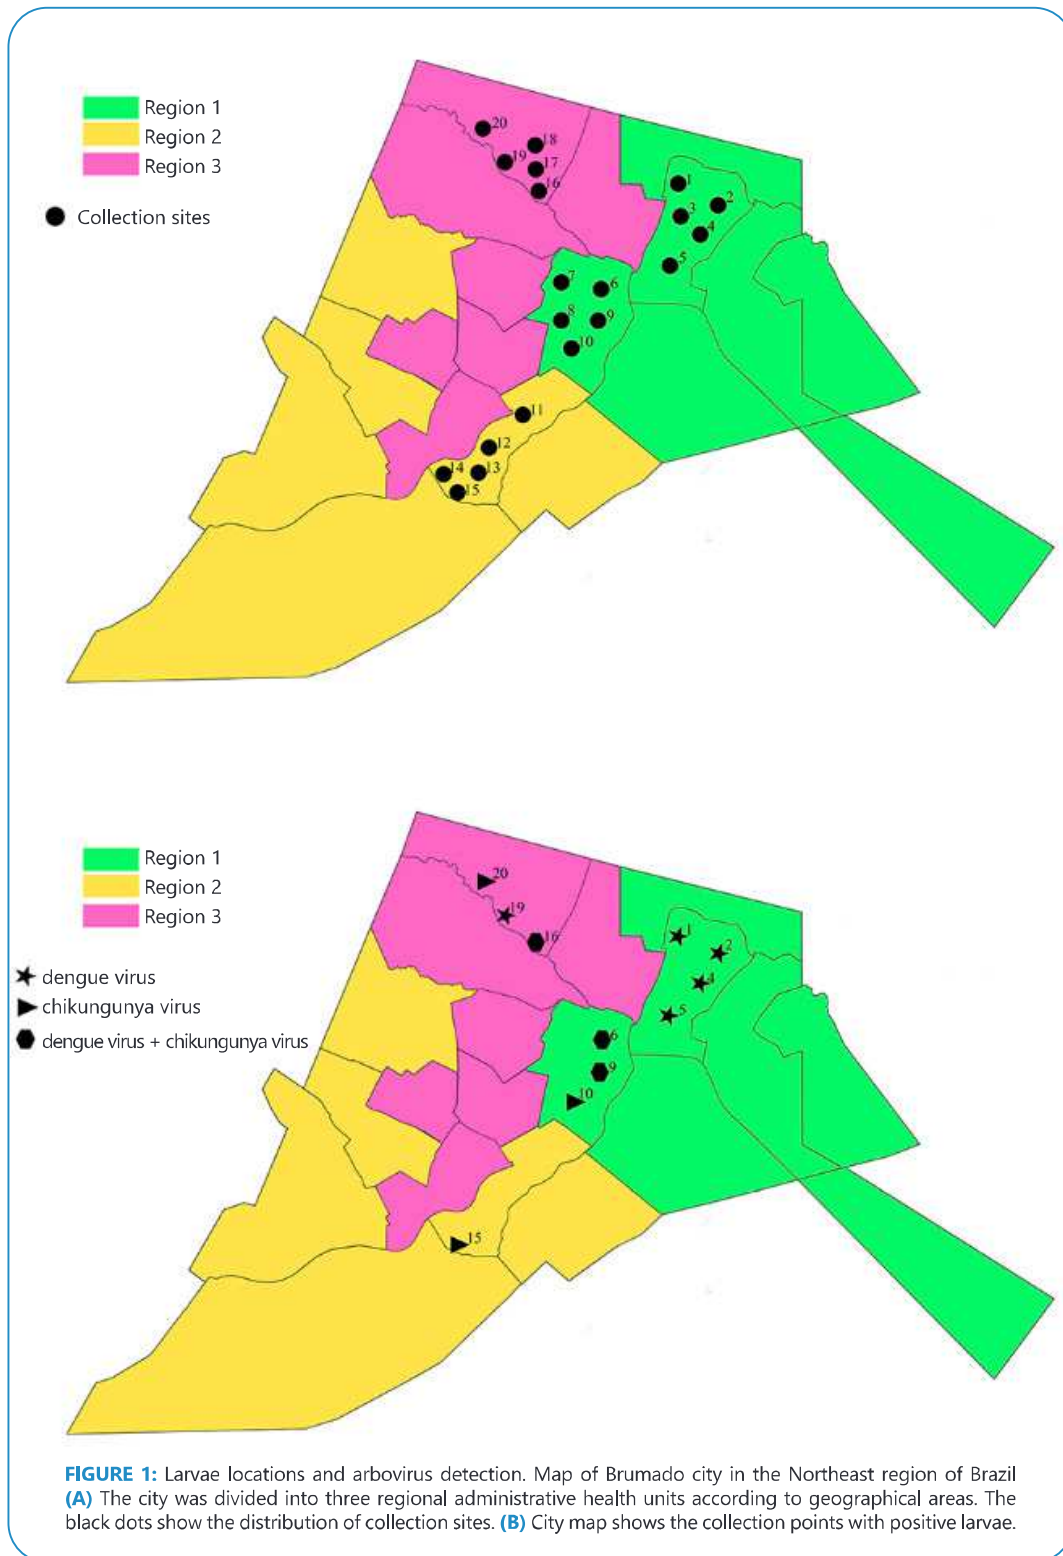 Region 1
Region 2
Region 3
Collection sites
20
18
19
17
16
1
2
3
4
5
7
6
8
9
10
11
12
14
13
15
Region 1
Region 2
Region 3
dengue virus
chikungunya virus
dengue virus + chikungunya virus
20
19
16
1
2
4
5
6
9
10
15
FIGURE 1: Larvae locations and arbovirus detection. Map of Brumado city in the Northeast region of Brazil
(A) The city was divided into three regional administrative health units according to geographical areas. The
black dots show the distribution of collection sites. (B) City map shows the collection points with positive larvae.